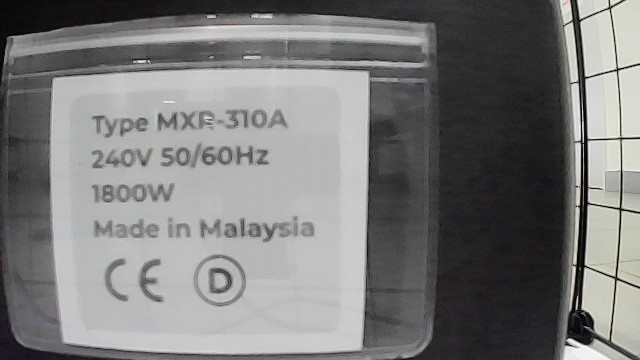 Type MXR-310A
240V 50/60Hz
1800W
Made in Malaysia
CE D